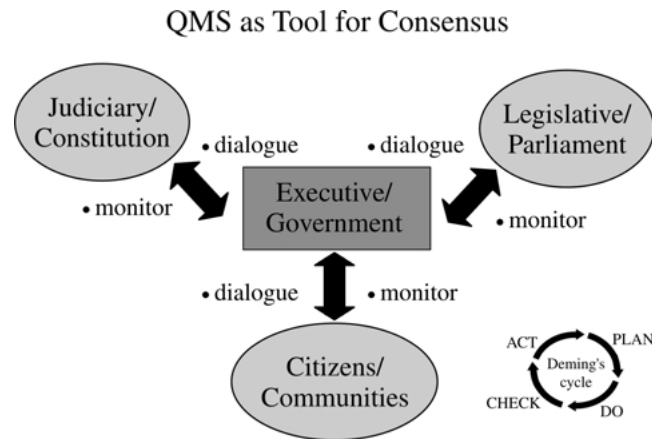 QMS as Tool for Consensus
Judiciary/
Constitution
Legislative/
Parliament
• dialogue
• dialogue
• monitor
Executive/
Government
• monitor
• dialogue
• monitor
Citizens/
Communities
ACT
PLAN
Deming's
cycle
CHECK
DO